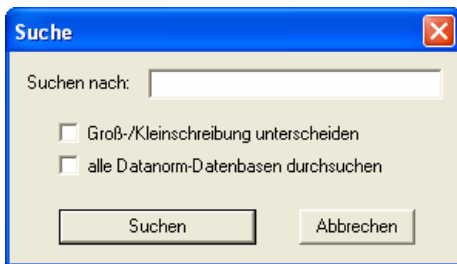 Suche
Suchen nach:
Groß-/Kleinschreibung unterscheiden
alle Datanorm-Datenbasen durchsuchen
Suchen Abbrechen